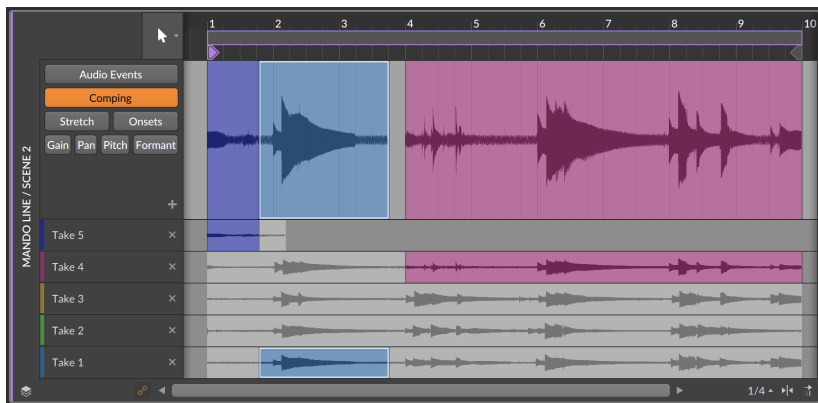 1 2 3 4 5 6 7 8 9 10
Audio Events
Comping
Stretch Onsets
Gain Pan Pitch Formant
MANDO LINE / SCENE 2
Take 5
Take 4
Take 3
Take 2
Take 1
1/4